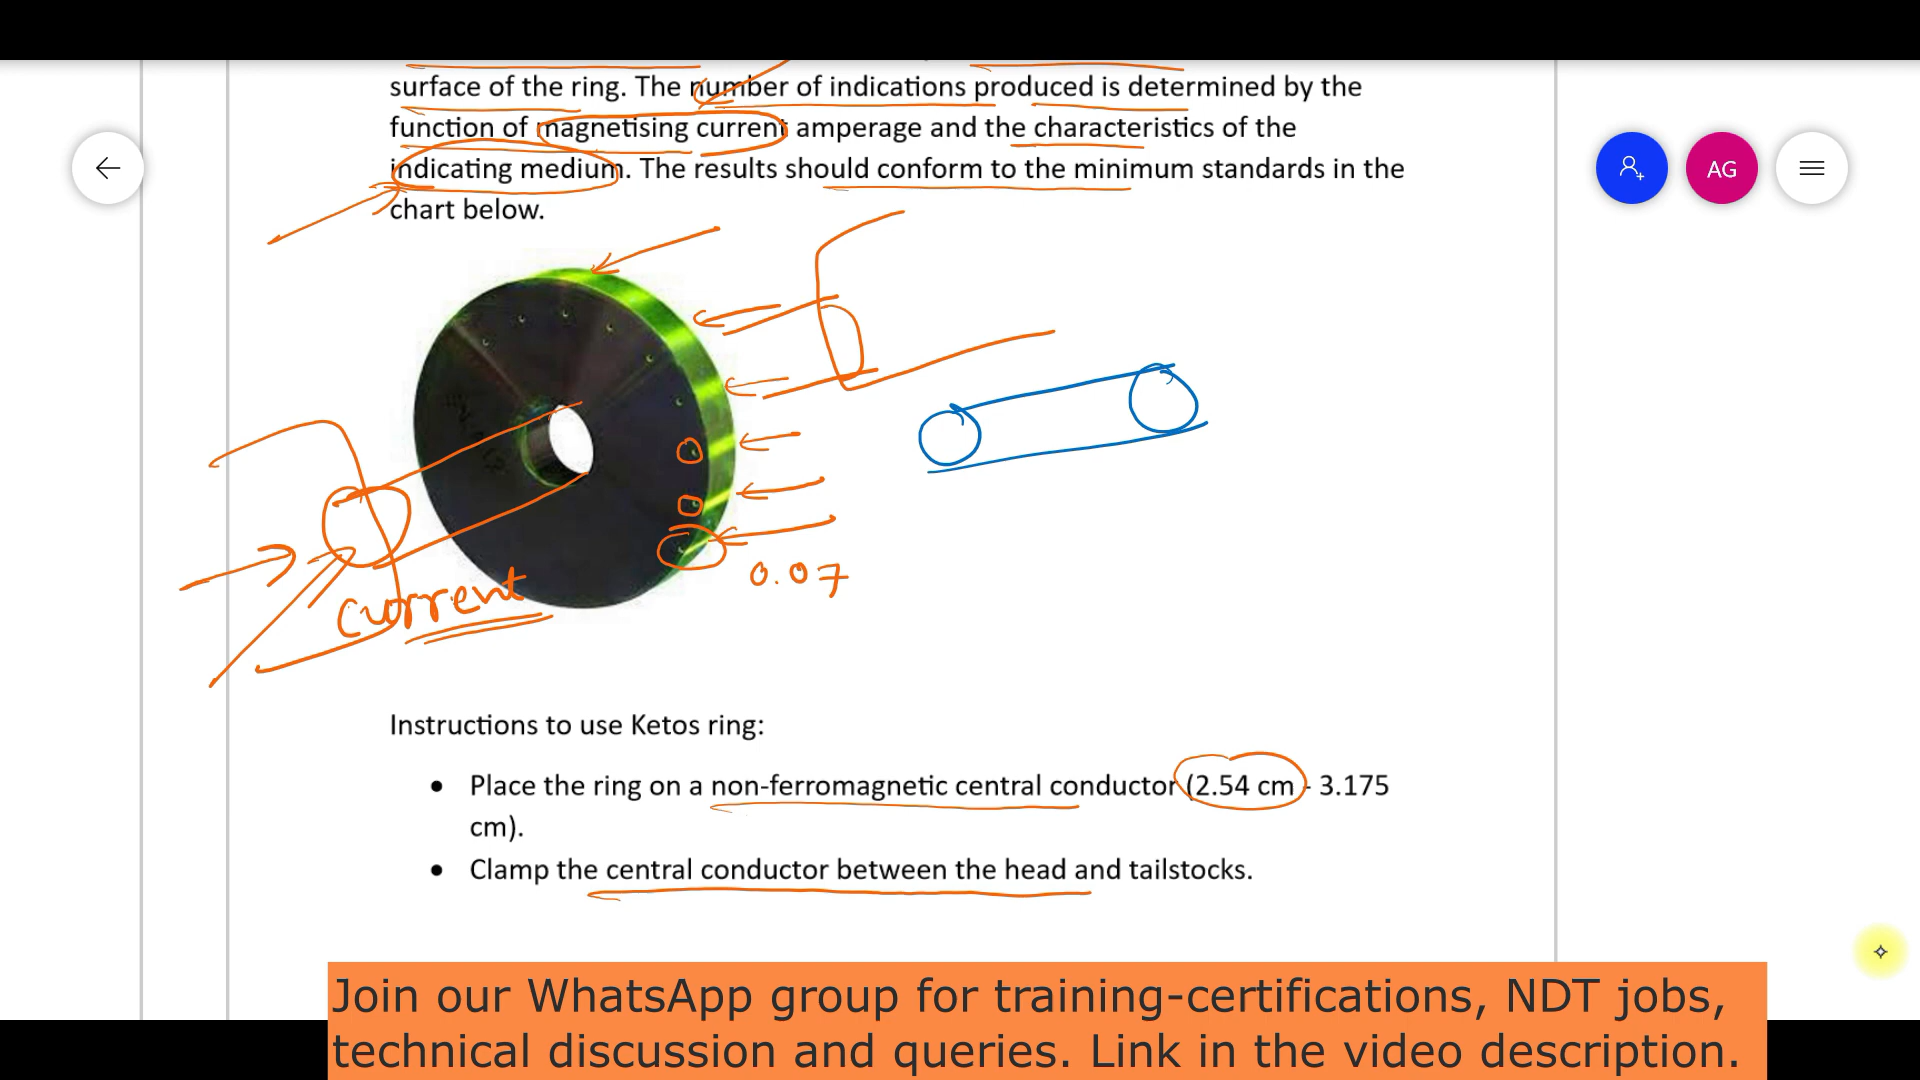 surface of the ring. The number of indications produced is determined by the
function of magnetising current amperage and the characteristics of the
indicating medium. The results should conform to the minimum standards in the
chart below.
AG
0.07
current
Instructions to use Ketos ring:
• Place the ring on a non-ferromagnetic central conductor (2.54 cm - 3.175
cm).
• Clamp the central conductor between the head and tailstocks.
Join our WhatsApp group for training-certifications, NDT jobs,
technical discussion and queries. Link in the video description.